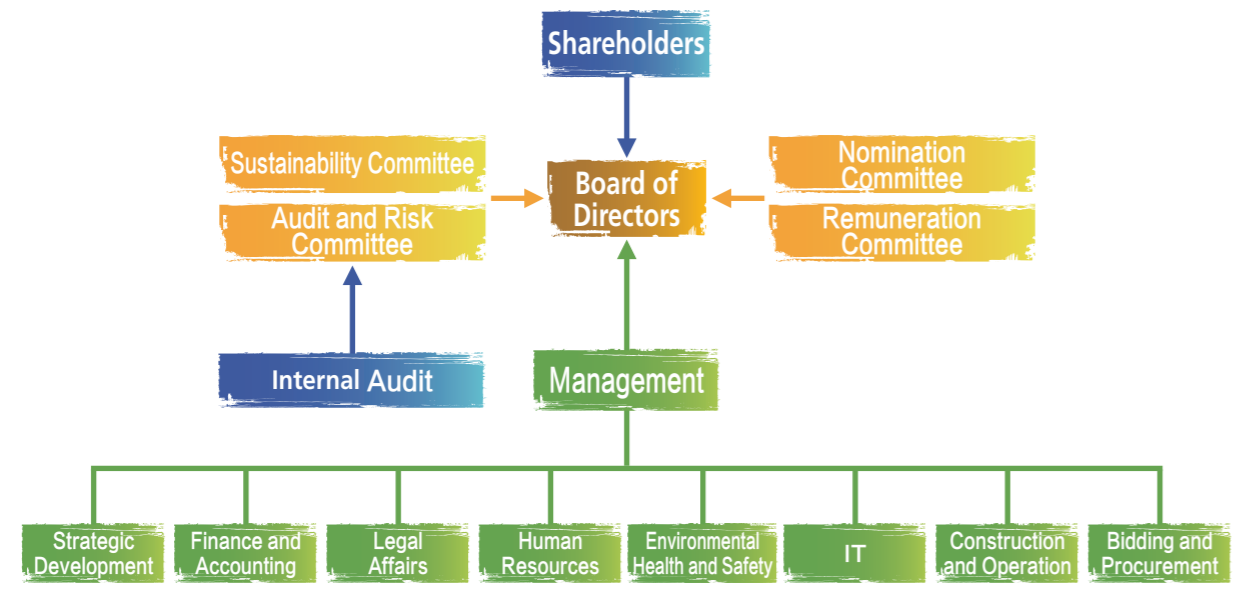 Shareholders
Sustainability Committee
Audit and Risk
Committee
Board of
Directors
Nomination
Committee
Remuneration
Committee
Internal Audit
Management
Strategic
Development
Finance and
Accounting
Legal
Affairs
Human
Resources
Environmental
Health and Safety
IT
Construction
and Operation
Bidding and
Procurement